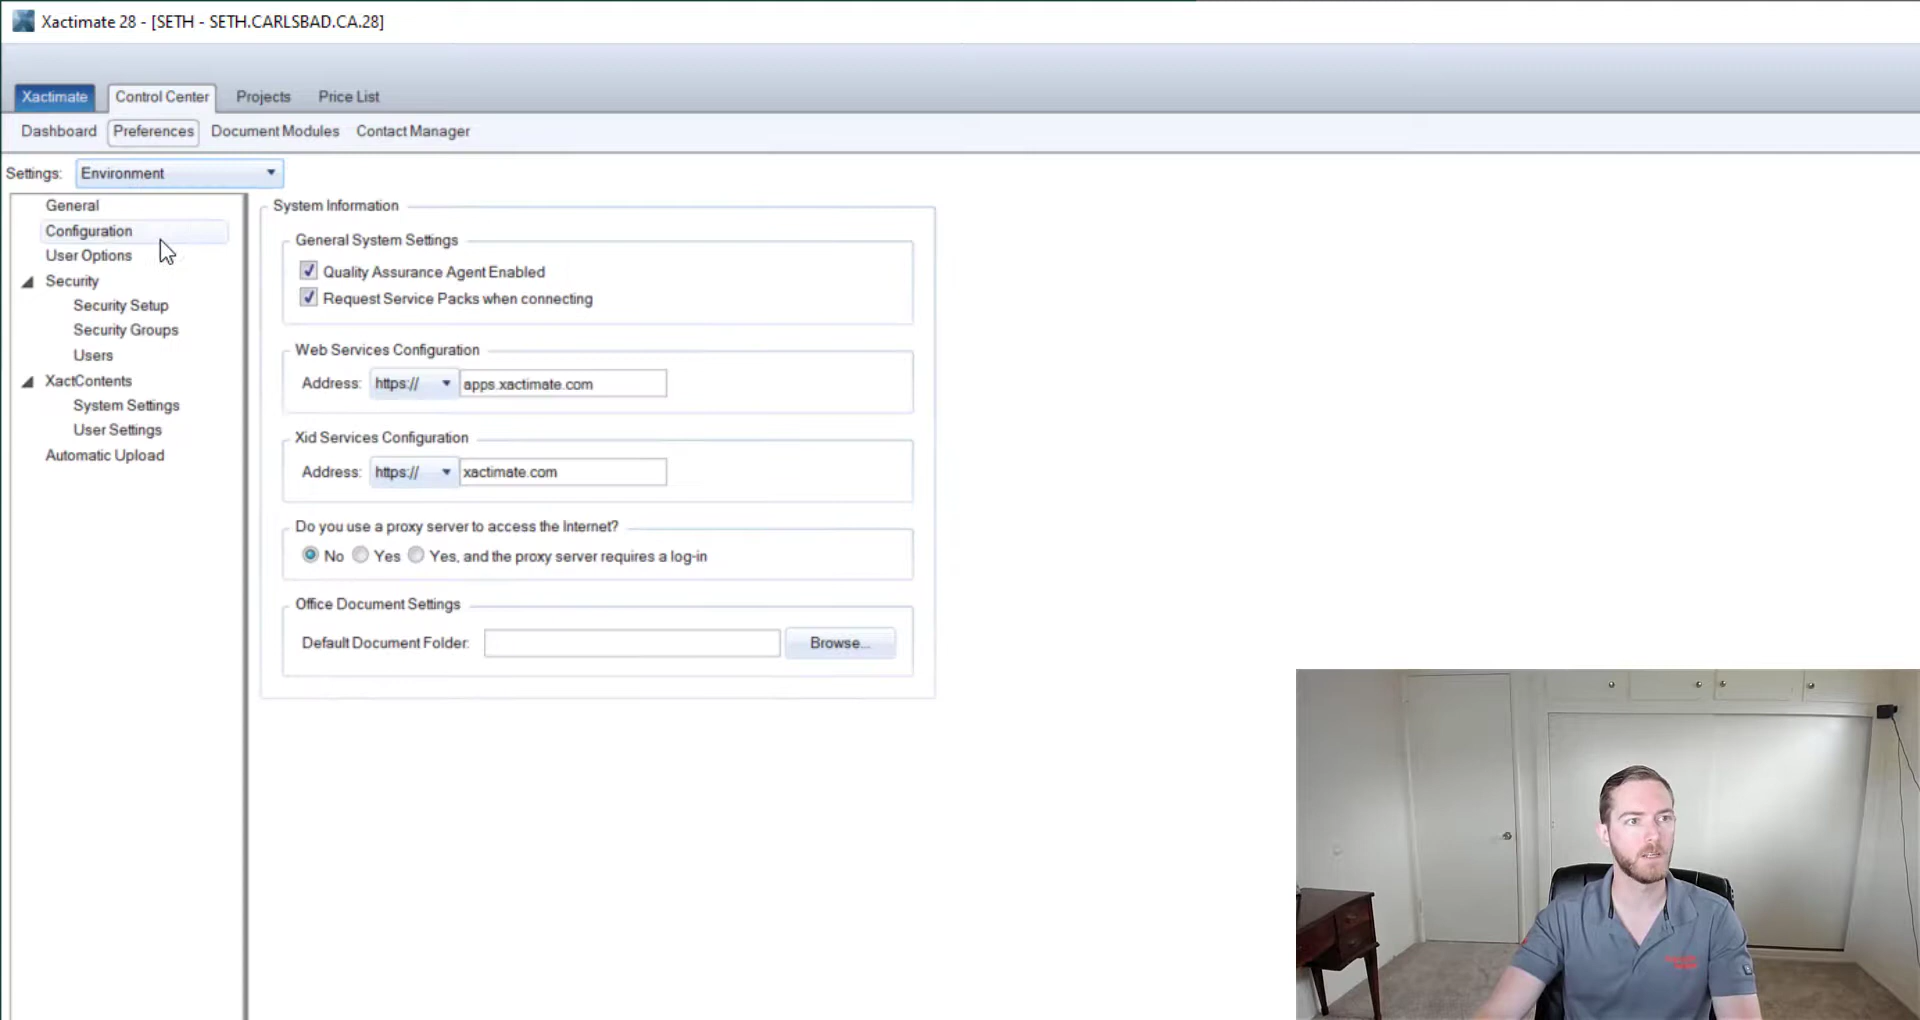 Xactimate 28 - [SETH - SETH.CARLSBAD.CA.28]
Xactimate Control Center Projects Price List
Dashboard Preferences Document Modules Contact Manager
Settings: Environment
General
Configuration
User Options
Security
Security Setup
Security Groups
Users
XactContents
System Settings
User Settings
Automatic Upload
System Information
General System Settings
Quality Assurance Agent Enabled
Request Service Packs when connecting
Web Services Configuration
Address: https:// apps.xactimate.com
Xid Services Configuration
Address: https:// xactimate.com
Do you use a proxy server to access the Internet?
No Yes Yes, and the proxy server requires a log-in
Office Document Settings
Default Document Folder: Browse...